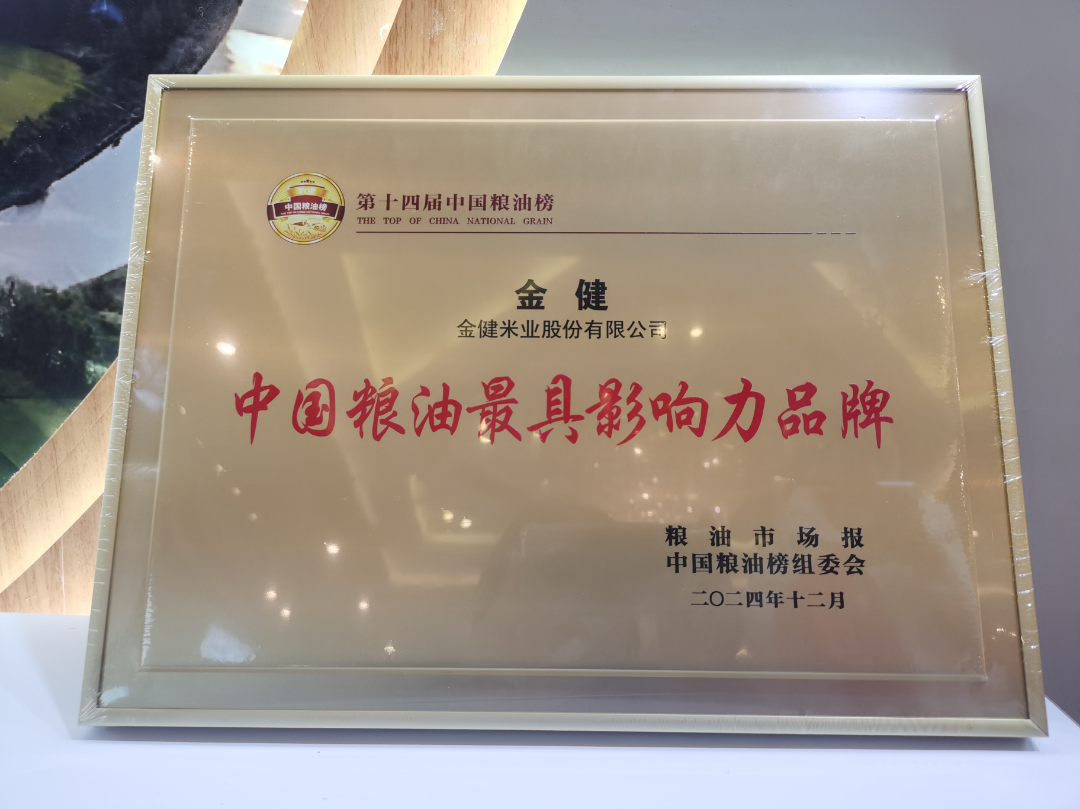 中国粮油榜
第十四届中国粮油榜
THE TOP OF CHINA NATIONAL GRAIN
金健
金健米业股份有限公司
中国粮油最具影响力品牌
粮油市场报
中国粮油榜组委会
二〇二四年十二月